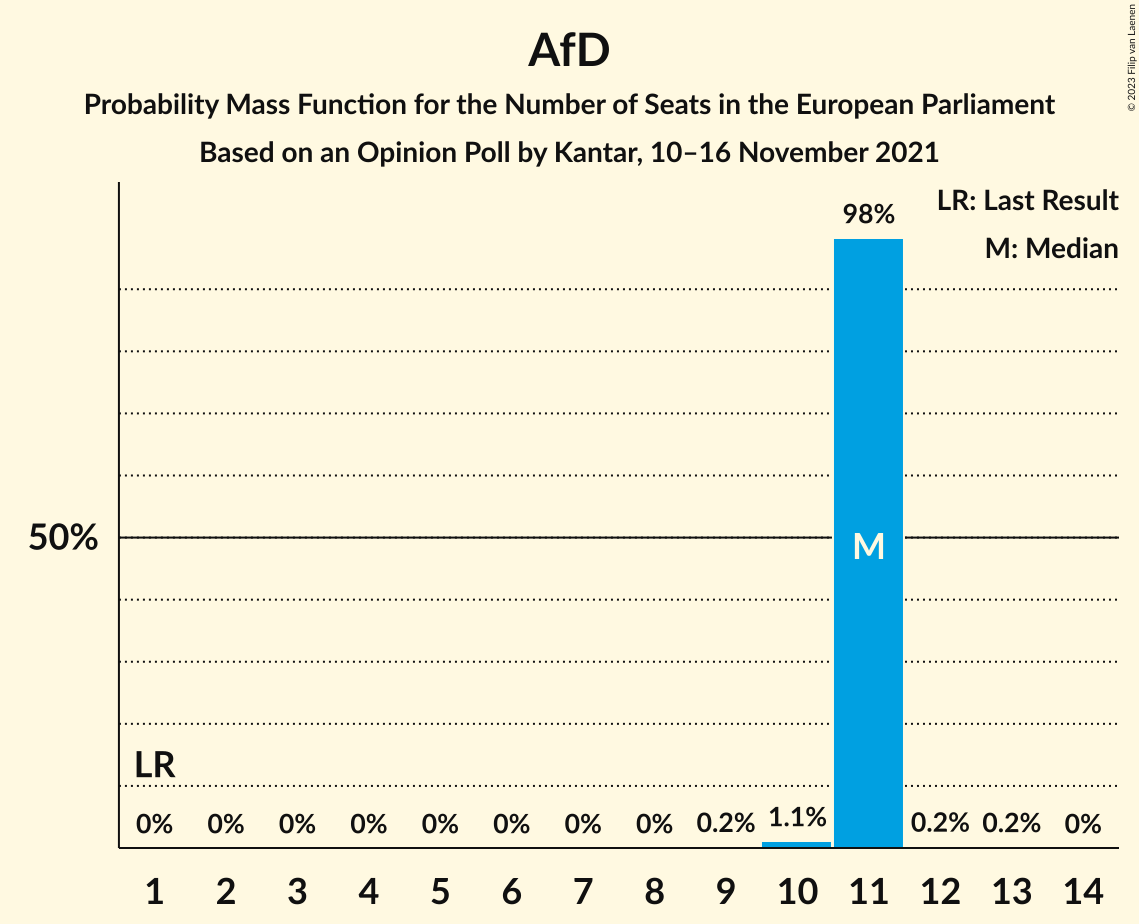 AfD
Probability Mass Function for the Number of Seats in the European Parliament
Based on an Opinion Poll by Kantar, 10–16 November 2021
© 2023 Filip van Laenen
LR: Last Result
M: Median
98%
50%
M
LR
0% 0% 0% 0% 0% 0% 0% 0% 0.2% 1.1% 0.2% 0.2% 0%
1 2 3 4 5 6 7 8 9 10 11 12 13 14